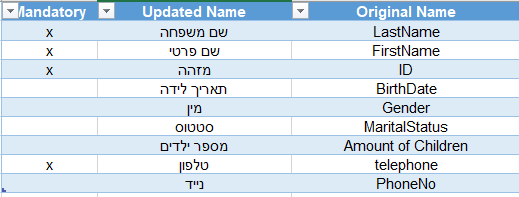 Mandatory Updated Name Original Name
x שם משפחה LastName
x שם פרטי FirstName
x מזהה ID
תאריך לידה BirthDate
מין Gender
סטטוס MaritalStatus
מספר ילדים Amount of Children
x טלפון telephone
נייד PhoneNo